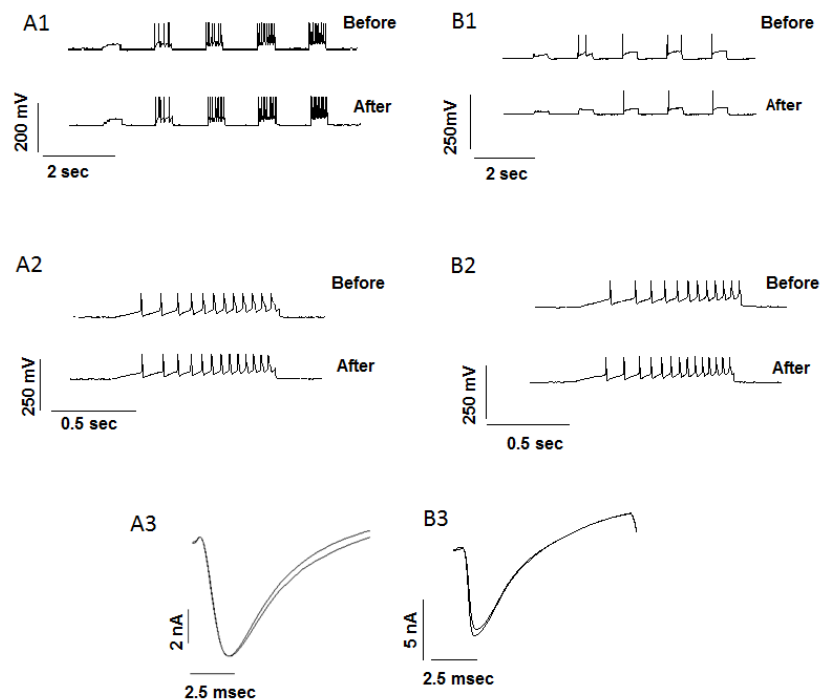 A1
Before
After
200 mV
2 sec
B1
Before
After
250mV
2 sec
A2
Before
After
250 mV
0.5 sec
B2
Before
After
250 mV
0.5 sec
A3
2 nA
2.5 msec
B3
5 nA
2.5 msec